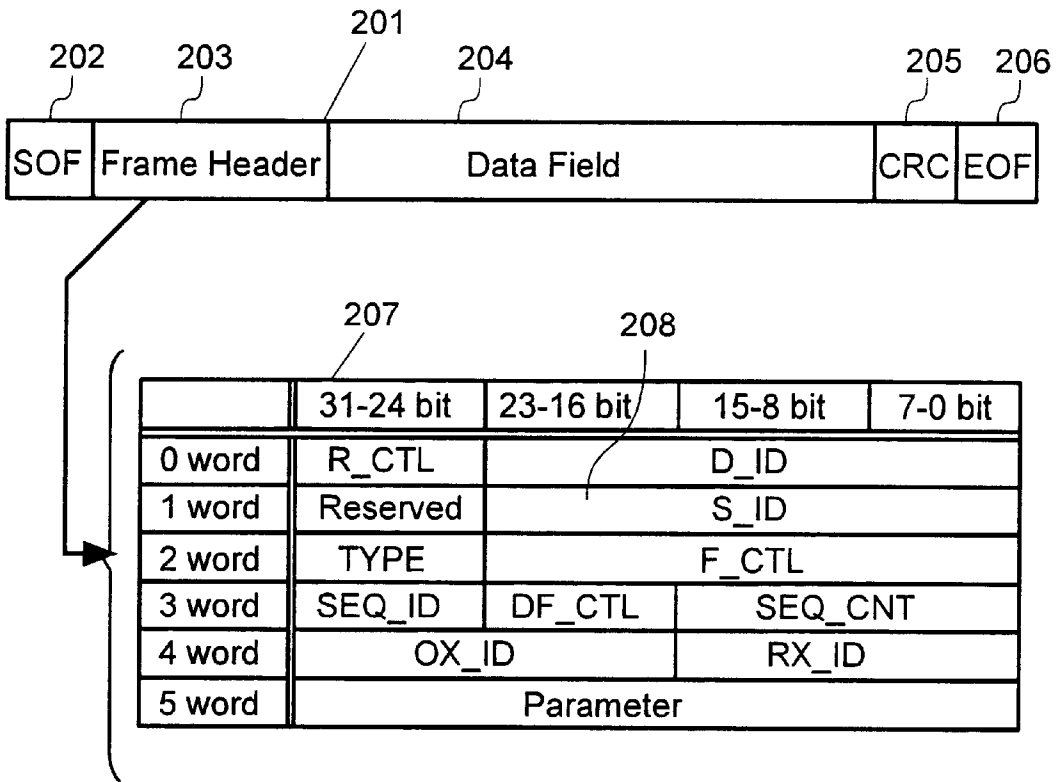 202 203 201 204 205 206
SOF Frame Header Data Field CRC EOF
207 208
31-24 bit 23-16 bit 15-8 bit 7-0 bit
0 word R_CTL D_ID
1 word Reserved S_ID
2 word TYPE F_CTL
3 word SEQ_ID DF_CTL SEQ_CNT
4 word OX_ID RX_ID
5 word Parameter